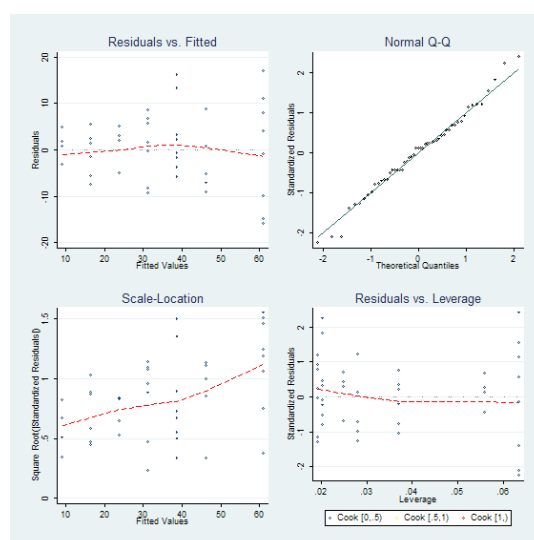 Residuals vs. Fitted
Residuals
20
10
0
-10
-20
10 20 30 40 50 60
Fitted Values
Normal Q-Q
Standardized Residuals
2
1
0
-1
-2
-2 -1 0 1 2
Theoretical Quantiles
Scale-Location
Square Root(|Standardized Residuals|)
1.5
1
.5
0
10 20 30 40 50 60
Fitted Values
Residuals vs. Leverage
Standardized Residuals
2
1
0
-1
-2
.02 .03 .04 .05 .06
Leverage
Cook [0,.5) Cook [.5,1) Cook [1,)